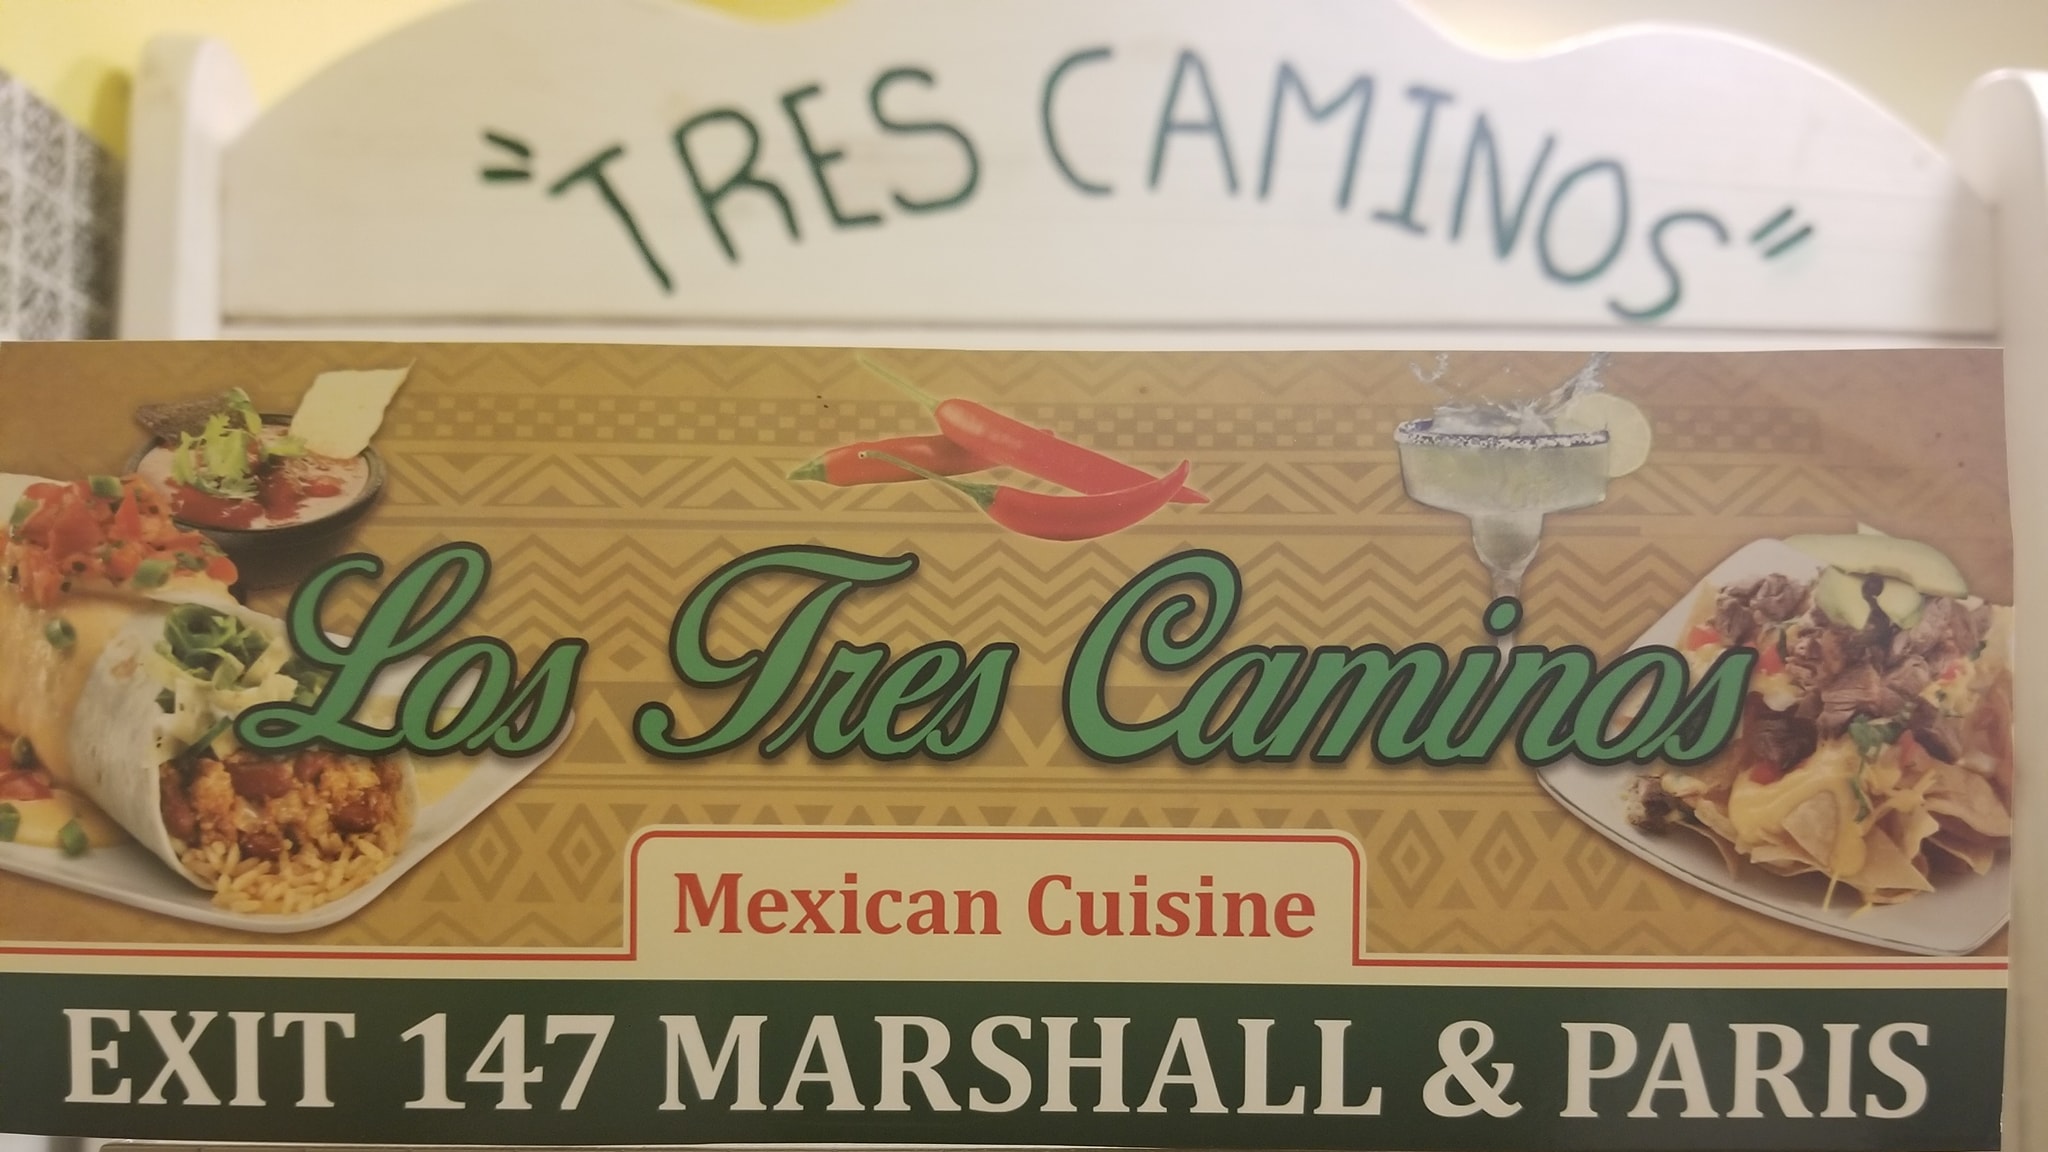 "TRES CAMINOS"
Los Tres Caminos
Mexican Cuisine
EXIT 147 MARSHALL & PARIS